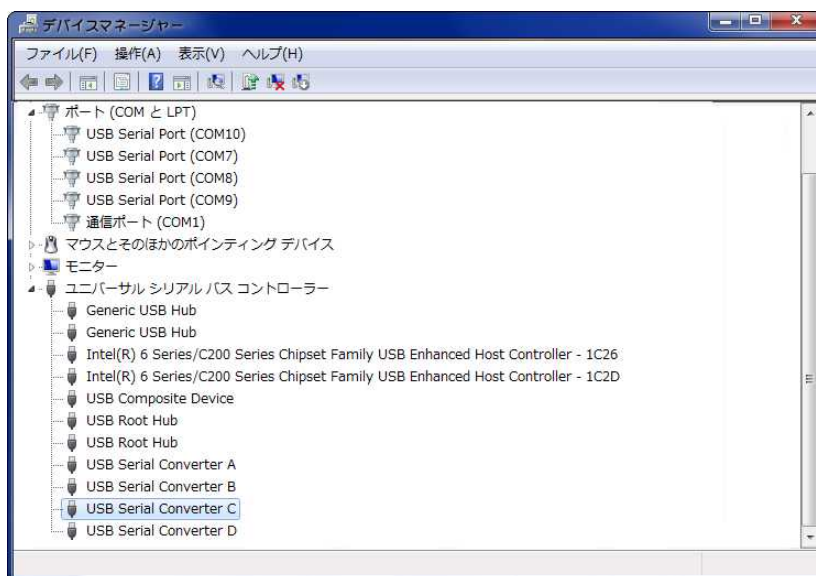 デバイスマネージャー
ファイル(F) 操作(A) 表示(V) ヘルプ(H)
ポート (COM と LPT)
USB Serial Port (COM10)
USB Serial Port (COM7)
USB Serial Port (COM8)
USB Serial Port (COM9)
通信ポート (COM1)
マウスとそのほかのポインティング デバイス
モニター
ユニバーサル シリアル バス コントローラー
Generic USB Hub
Generic USB Hub
Intel(R) 6 Series/C200 Series Chipset Family USB Enhanced Host Controller - 1C26
Intel(R) 6 Series/C200 Series Chipset Family USB Enhanced Host Controller - 1C2D
USB Composite Device
USB Root Hub
USB Root Hub
USB Serial Converter A
USB Serial Converter B
USB Serial Converter C
USB Serial Converter D